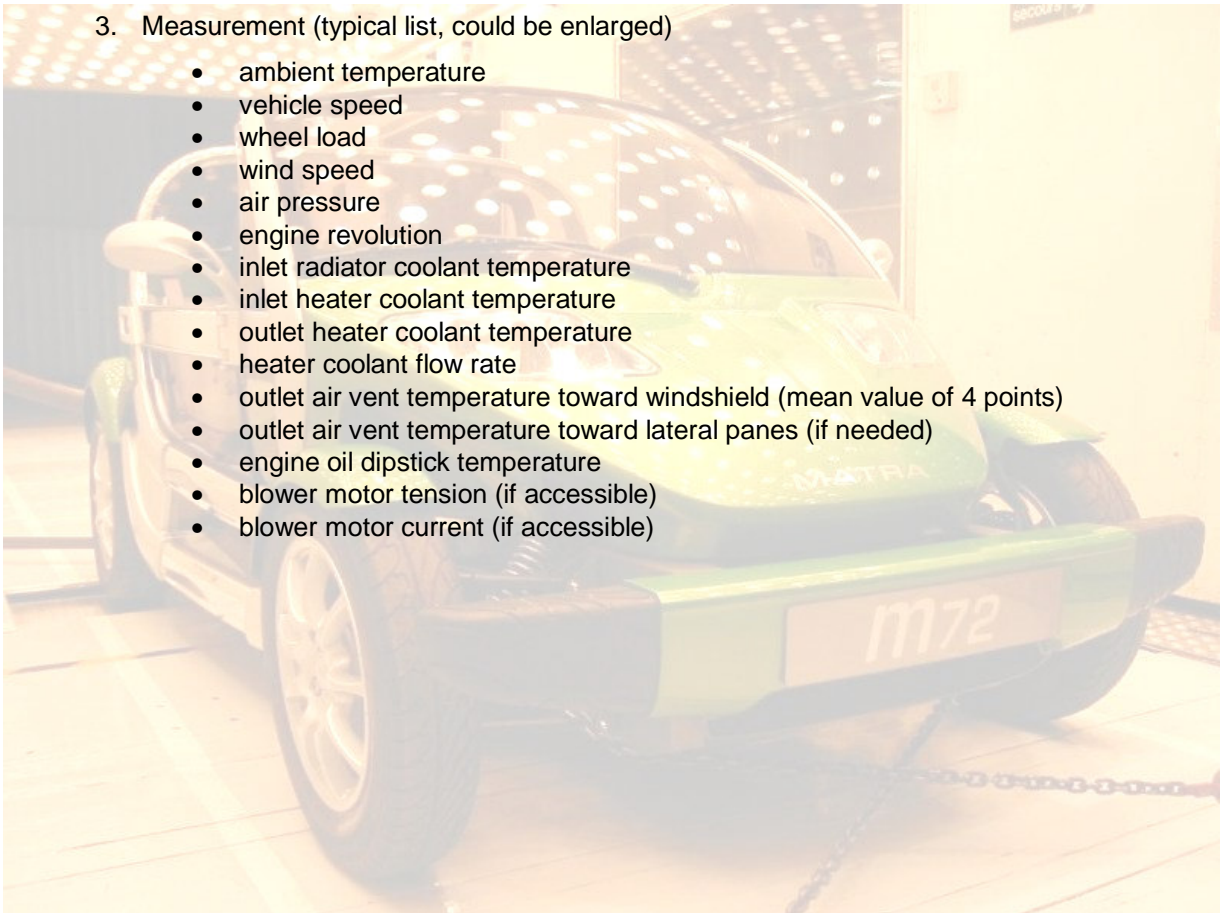 secours
3. Measurement (typical list, could be enlarged)
• ambient temperature
• vehicle speed
• wheel load
• wind speed
• air pressure
• engine revolution
• inlet radiator coolant temperature
• inlet heater coolant temperature
• outlet heater coolant temperature
• heater coolant flow rate
• outlet air vent temperature toward windshield (mean value of 4 points)
• outlet air vent temperature toward lateral panes (if needed)
• engine oil dipstick temperature
• blower motor tension (if accessible)
• blower motor current (if accessible)
MATRA
m72